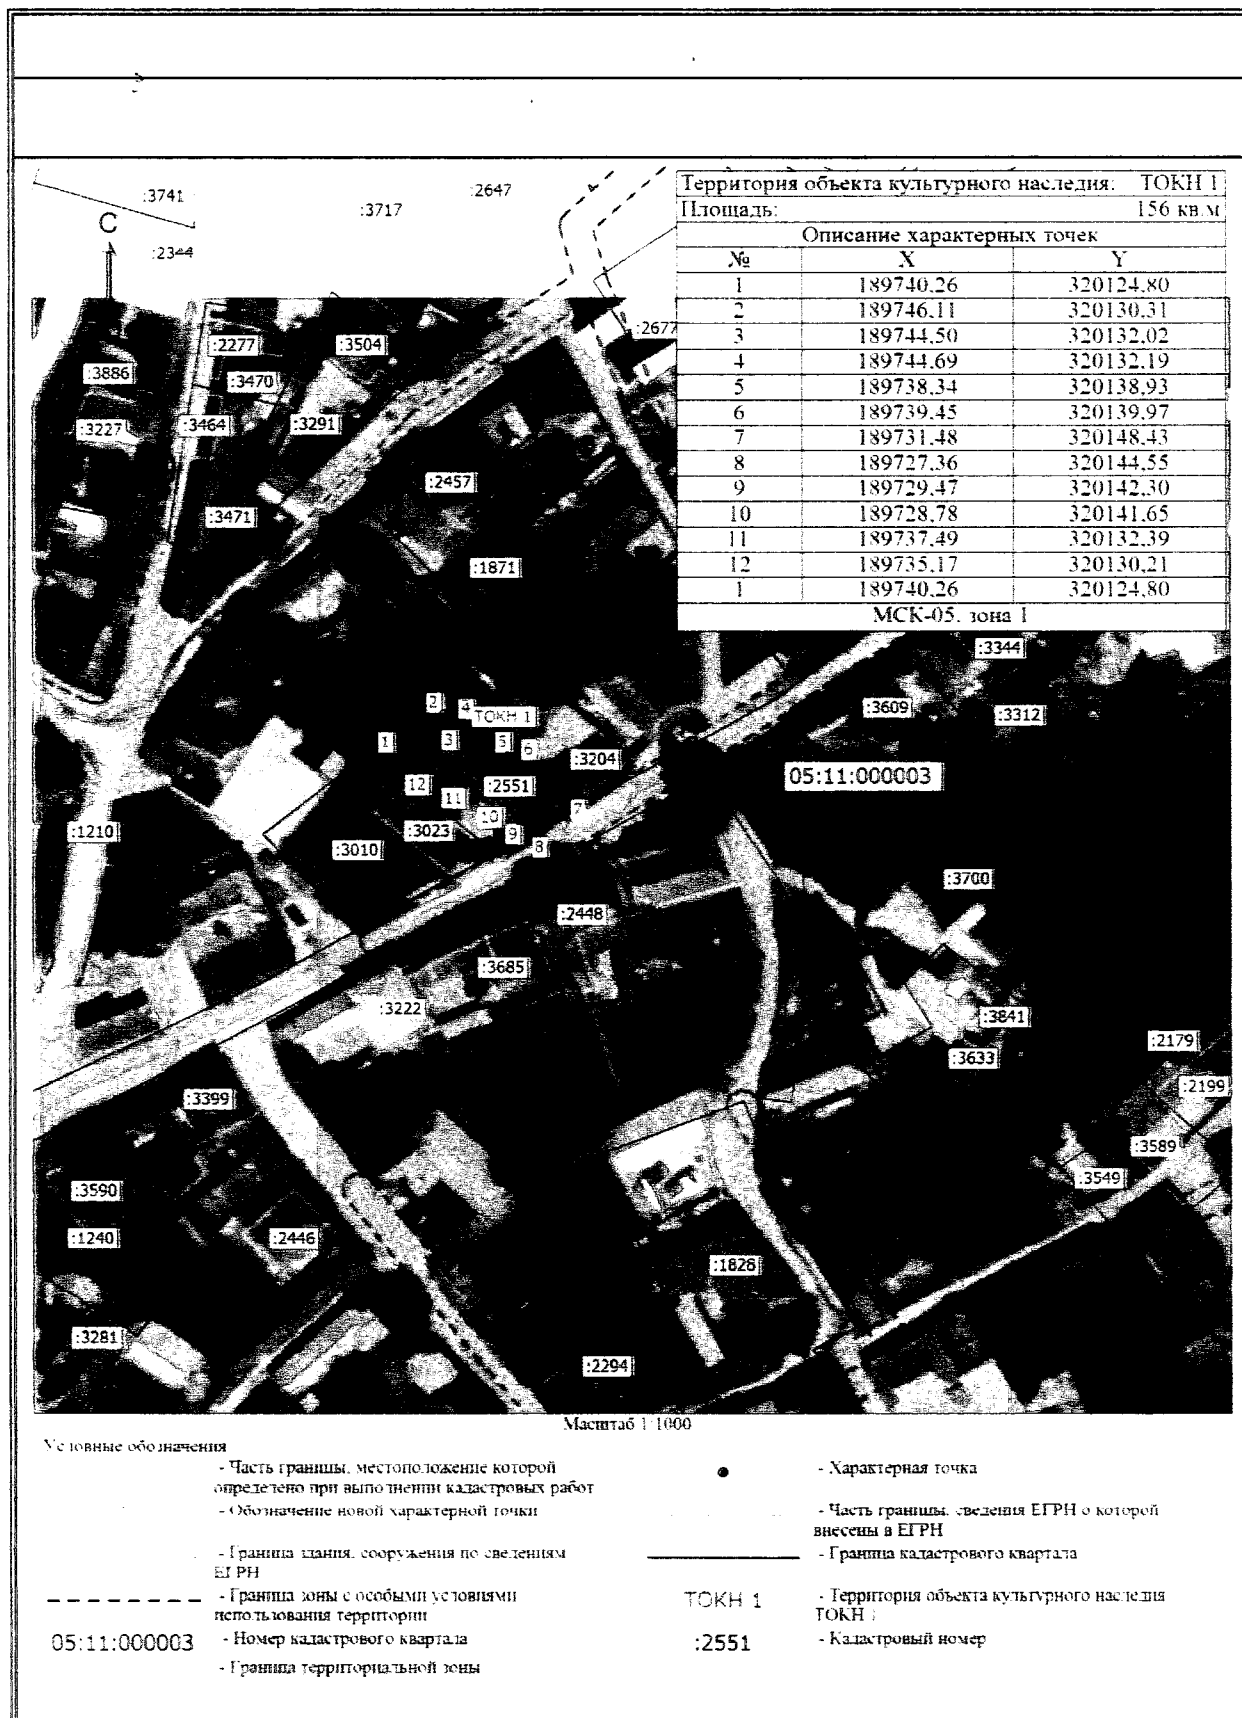 Территория объекта культурного наследия: ТОКН 1
Площадь: 156 кв.м
Описание характерных точек
№ X Y
1 189740.26 320124.80
2 189746.11 320130.31
3 189744.50 320132.02
4 189744.69 320132.19
5 189738.34 320138.93
6 189739.45 320139.97
7 189731.48 320148.43
8 189727.36 320144.55
9 189729.47 320142.30
10 189728.78 320141.65
11 189737.49 320132.39
12 189735.17 320130.21
1 189740.26 320124.80
МСК-05. зона 1
:3741
:2647
:3717
С
:2344
:2677
:2277
:3504
:3886
:3470
:3227
:3464
:3291
:2457
:3471
:1871
:3344
:3609
:3312
2
4
ТОКН 1
1
3
5
6
:3204
05:11:000003
12
:2551
11
7
10
:1210
:3023
9
8
:3010
:3700
:2448
:3685
:3222
:3841
:2179
:3633
:2199
:3399
:3589
:3549
:3590
:1240
:2446
:1828
:3281
:2294
Масштаб 1:1000
Условные обозначения
- Часть границы, местоположение которой
определено при выполнении кадастровых работ
- Характерная точка
- Обозначение новой характерной точки
- Часть границы, сведения ЕГРН о которой
внесены в ЕГРН
- Граница здания, сооружения по сведениям
ЕГРН
- Граница кадастрового квартала
- Граница зоны с особыми условиями
использования территории
ТОКН 1 - Территория объекта культурного наследия
ТОКН 1
05:11:000003 - Номер кадастрового квартала
:2551 - Кадастровый номер
- Граница территориальной зоны